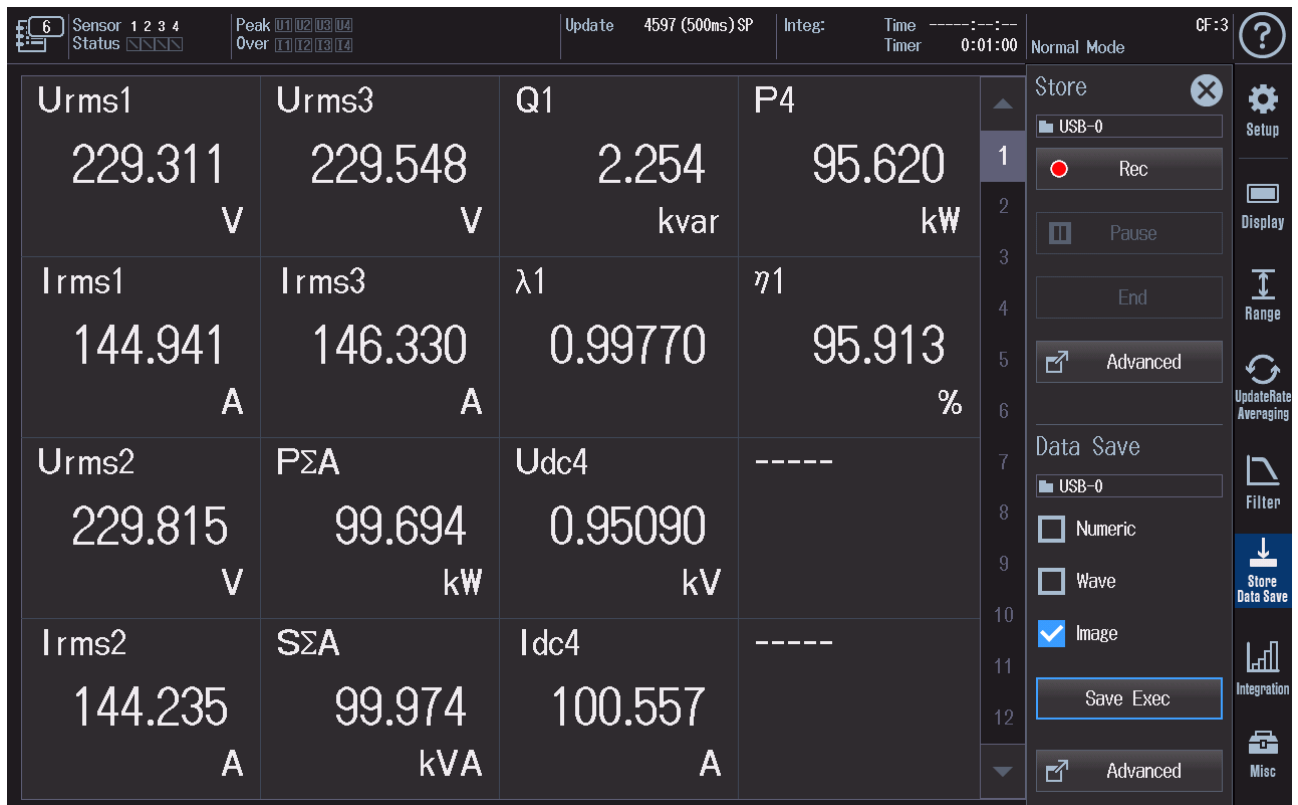 6 Sensor 1 2 3 4 Peak U1 U2 U3 U4 Update 4597 (500ms)SP Integ: Time -----:--:-- CF:3 ?
Status Over I1 I2 I3 I4 Timer 0:01:00 Normal Mode
Urms1
229.311
V
Urms3
229.548
V
Q1
2.254
kvar
P4
95.620
kW
Irms1
144.941
A
Irms3
146.330
A
λ1
0.99770
η1
95.913
%
Urms2
229.815
V
PΣA
99.694
kW
Udc4
0.95090
kV
-----
Irms2
144.235
A
SΣA
99.974
kVA
Idc4
100.557
A
-----
1
2
3
4
5
6
7
8
9
10
11
12
Store
USB-0
Rec
Pause
End
Advanced
Data Save
USB-0
Numeric
Wave
Image
Save Exec
Advanced
Setup
Display
Range
UpdateRate
Averaging
Filter
Store
Data Save
Integration
Misc